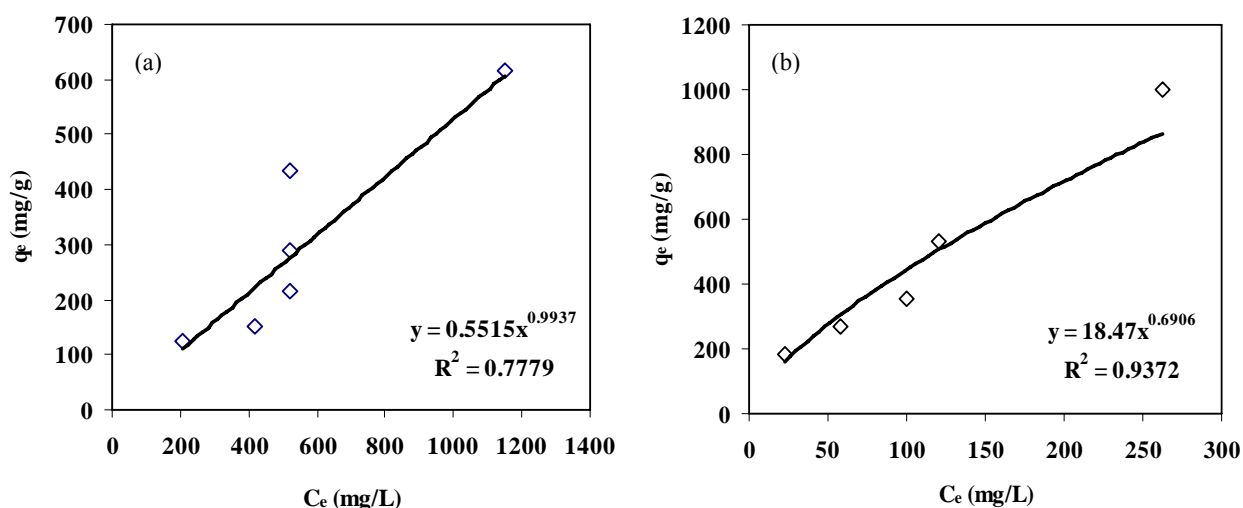 (a)
700
600
500
400
300
200
100
0
qe (mg/g)
0 200 400 600 800 1000 1200 1400
Ce (mg/L)
y = 0.5515x^0.9937
R^2 = 0.7779
(b)
1200
1000
800
600
400
200
0
qe (mg/g)
0 50 100 150 200 250 300
Ce (mg/L)
y = 18.47x^0.6906
R^2 = 0.9372